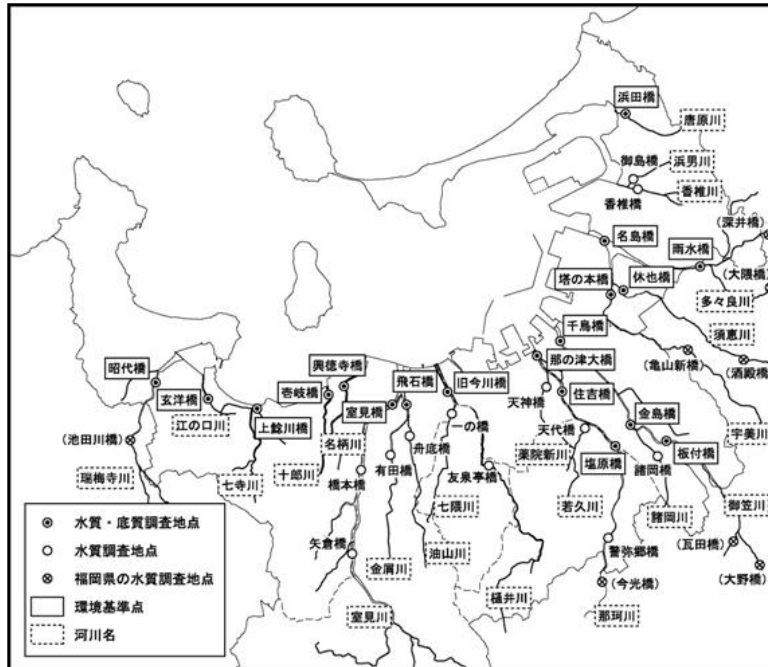 浜田橋
唐原川
御島橋
浜男川
香椎川
香椎橋
(深井橋)
名島橋
雨水橋
(大隈橋)
塔の本橋
休也橋
多々良川
千鳥橋
須恵川
(亀山新橋)
(酒殿橋)
宇美川
昭代橋
興徳寺橋
飛石橋
旧今川橋
那の津大橋
玄洋橋
壱岐橋
室見橋
天神橋
住吉橋
金島橋
江の口川
上鯰川橋
名柄川
一の橋
天代橋
板付橋
(池田川橋)
舟底橋
薬院新川
塩原橋
諸岡橋
瑞梅寺川
七寺川
十郎川
橋本橋
有田橋
友泉亭橋
七隈川
若久川
諸岡川
御笠川
矢倉橋
金屑川
油山川
警弥郷橋
(瓦田橋)
(大野橋)
室見川
樋井川
(今光橋)
那珂川
水質・底質調査地点
水質調査地点
福岡県の水質調査地点
環境基準点
河川名